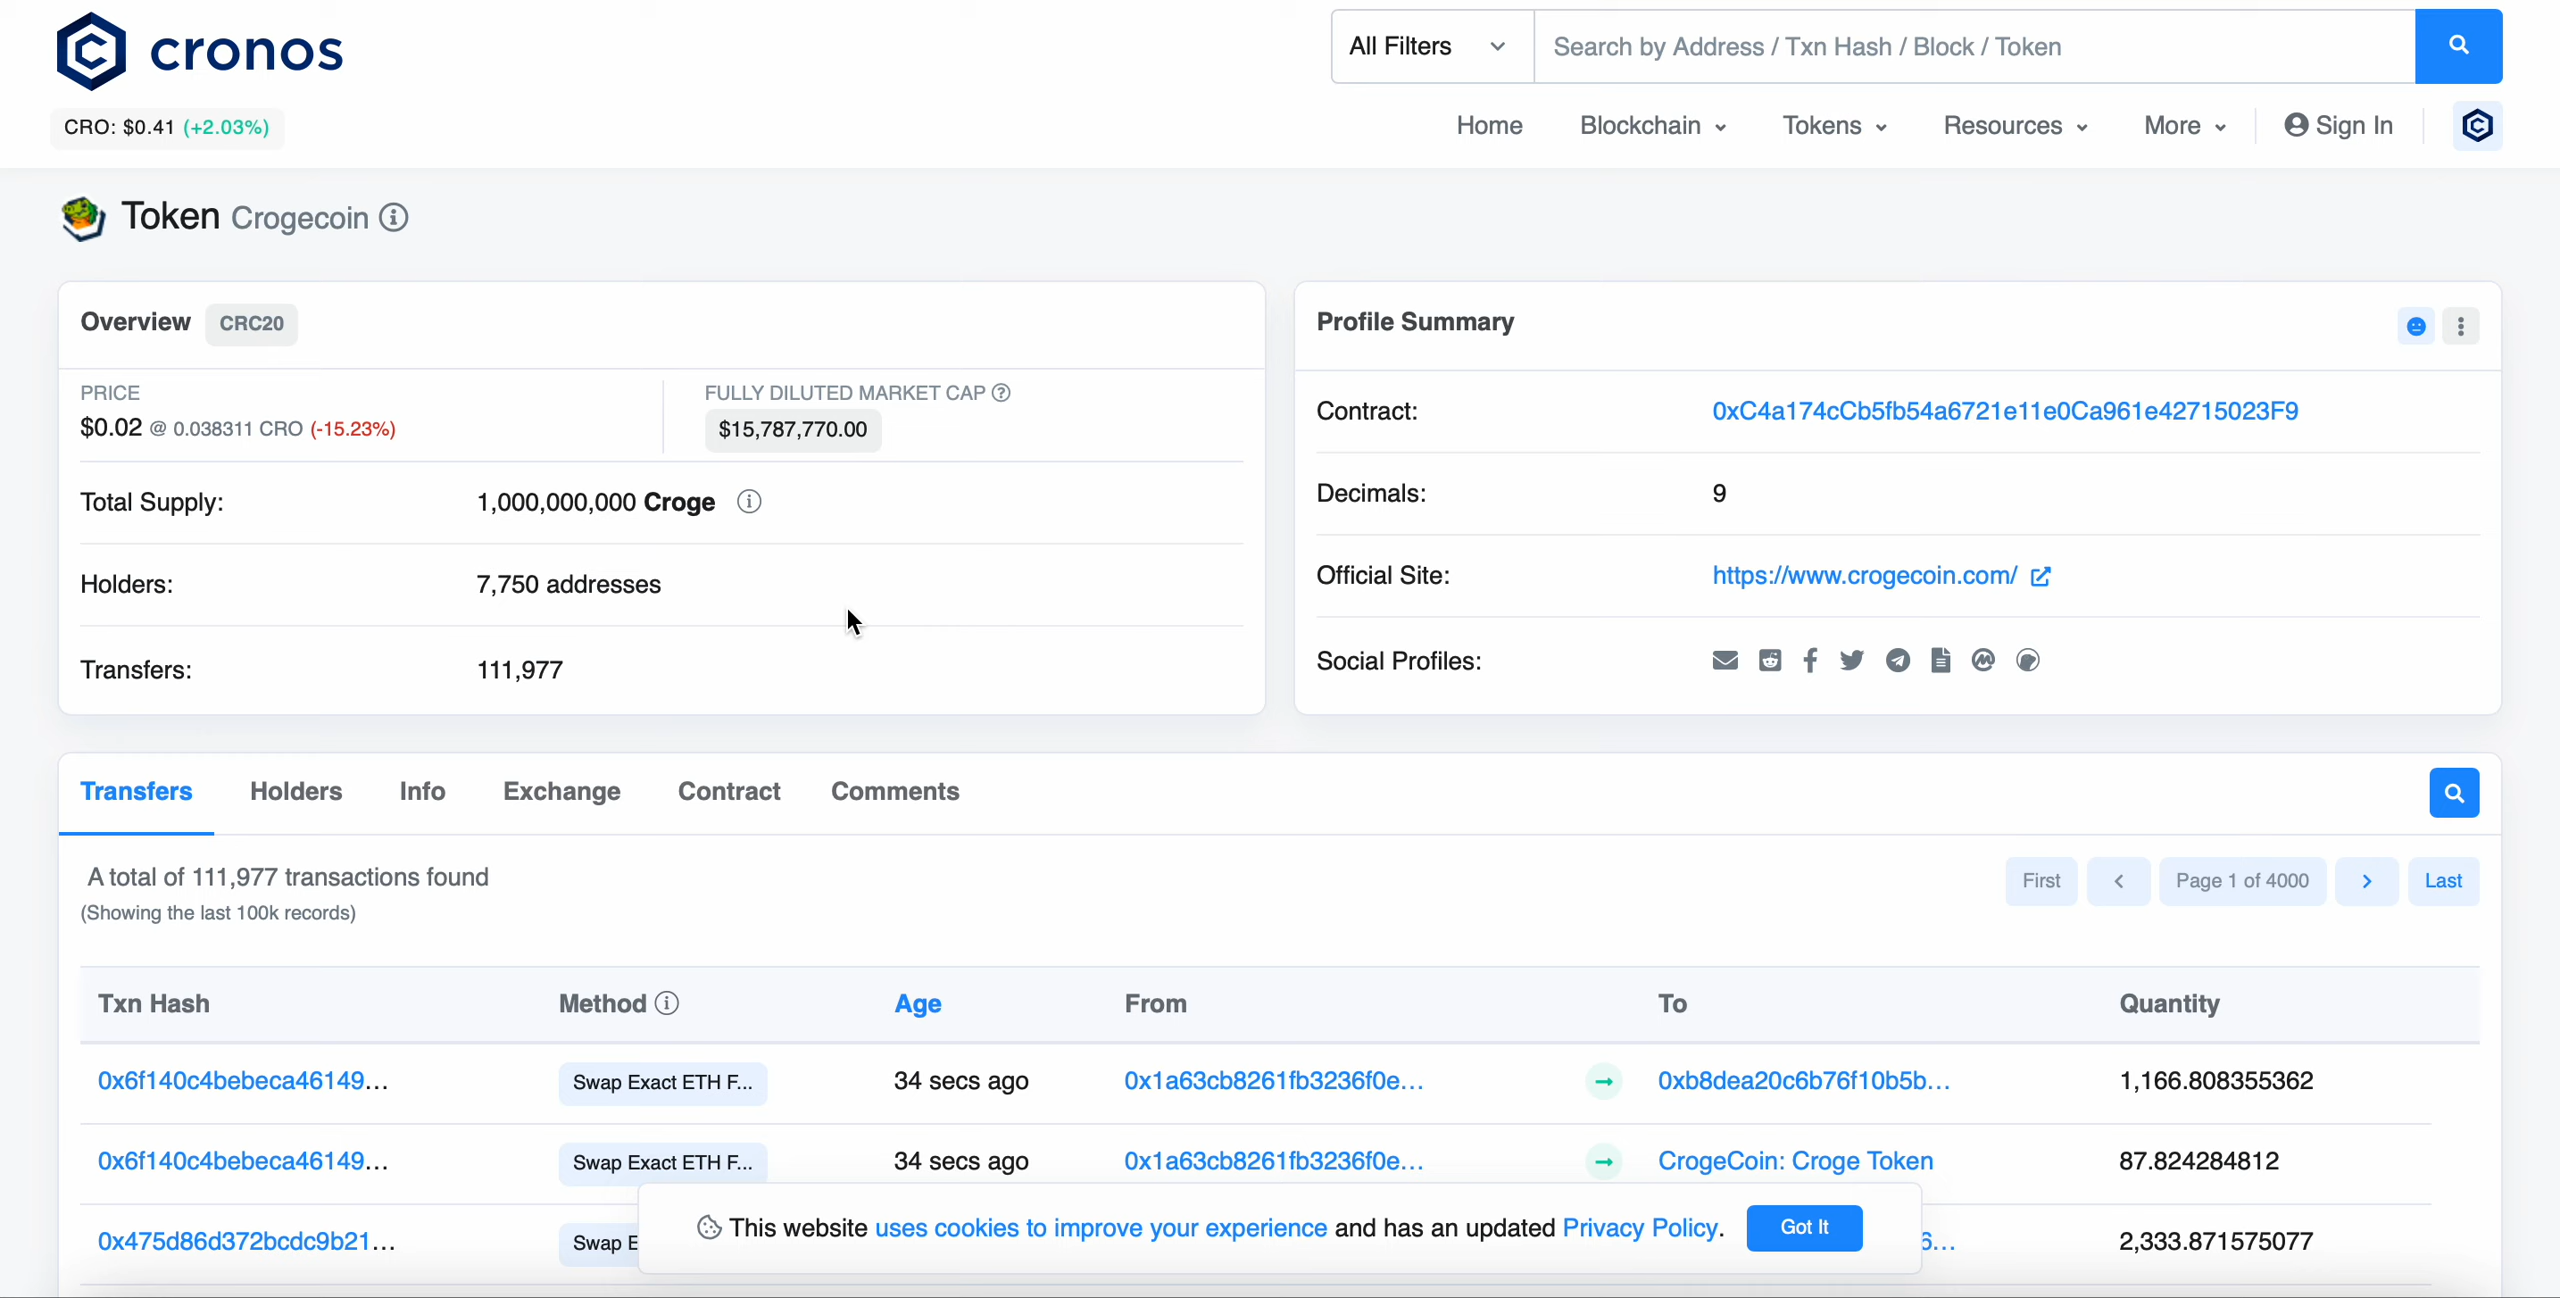 cronos
All Filters
Search by Address / Txn Hash / Block / Token
CRO: $0.41 (+2.03%)
Home Blockchain Tokens Resources More Sign In
Token Crogecoin
Overview CRC20
PRICE
$0.02 @ 0.038311 CRO (-15.23%)
FULLY DILUTED MARKET CAP
$15,787,770.00
Total Supply: 1,000,000,000 Croge
Holders: 7,750 addresses
Transfers: 111,977
Profile Summary
Contract: 0xC4a174cCb5fb54a6721e11e0Ca961e42715023F9
Decimals: 9
Official Site: https://www.crogecoin.com/
Social Profiles:
Transfers Holders Info Exchange Contract Comments
A total of 111,977 transactions found
(Showing the last 100k records)
First Page 1 of 4000 Last
Txn Hash Method Age From To Quantity
0x6f140c4bebeca46149... Swap Exact ETH F... 34 secs ago 0x1a63cb8261fb3236f0e... 0xb8dea20c6b76f10b5b... 1,166.808355362
0x6f140c4bebeca46149... Swap Exact ETH F... 34 secs ago 0x1a63cb8261fb3236f0e... CrogeCoin: Croge Token 87.824284812
0x475d86d372bcdc9b21... Swap E 6... 2,333.871575077
This website uses cookies to improve your experience and has an updated Privacy Policy. Got It